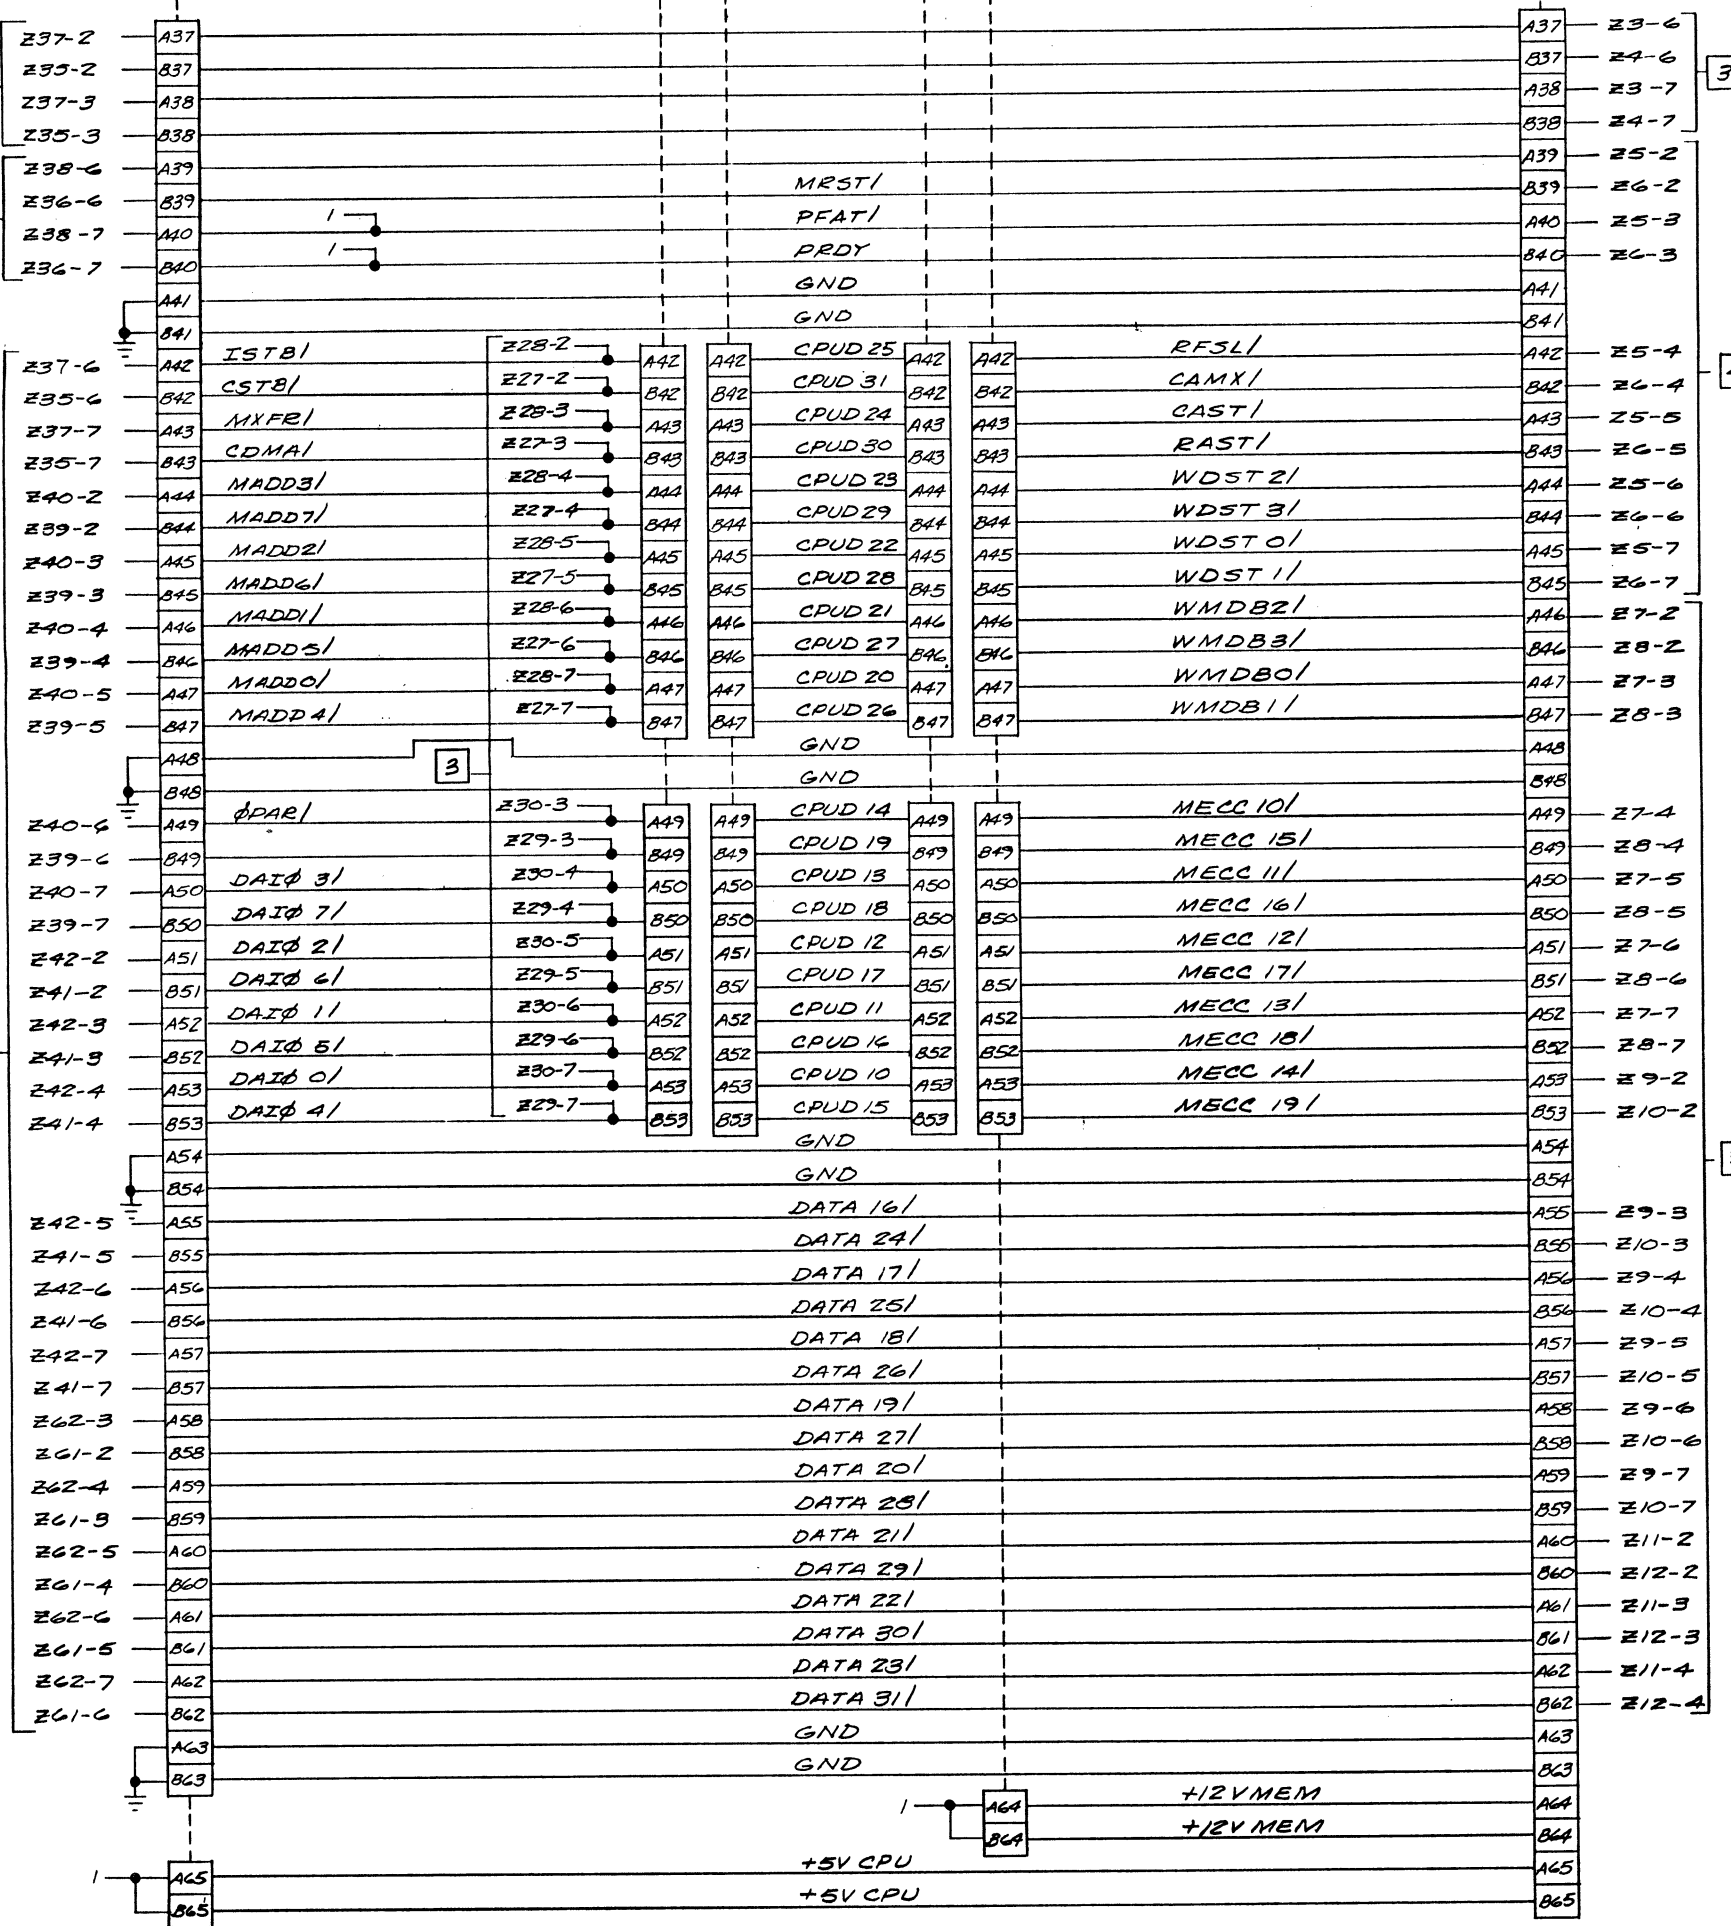 Z37-2 A37 A37 Z3-6
Z35-2 B37 B37 Z4-6
Z37-3 A38 A38 Z3-7 3
Z35-3 B38 B38 Z4-7
Z38-6 A39 A39 Z5-2
Z36-6 B39 MRST/ B39 Z6-2
Z38-7 A40 1 PFAT/ A40 Z5-3
Z36-7 B40 1 PRDY B40 Z6-3
A41 GND A41
B41 GND B41
Z37-6 A42 ISTB/ Z28-2 A42 A42 CPUD 25 A42 A42 RFSL/ A42 Z5-4
Z35-6 B42 CSTB/ Z27-2 B42 B42 CPUD 31 B42 B42 CAMX/ B42 Z6-4
Z37-7 A43 MXFR/ Z28-3 A43 A43 CPUD 24 A43 A43 CAST/ A43 Z5-5
Z35-7 B43 CDMA/ Z27-3 B43 B43 CPUD 30 B43 B43 RAST/ B43 Z6-5
Z40-2 A44 MADD3/ Z28-4 A44 A44 CPUD 23 A44 A44 WDST 2/ A44 Z5-6
Z39-2 B44 MADD7/ Z27-4 B44 B44 CPUD 29 B44 B44 WDST 3/ B44 Z6-6
Z40-3 A45 MADD2/ Z28-5 A45 A45 CPUD 22 A45 A45 WDST 0/ A45 Z5-7
Z39-3 B45 MADD6/ Z27-5 B45 B45 CPUD 28 B45 B45 WDST 1/ B45 Z6-7
Z40-4 A46 MADD1/ Z28-6 A46 A46 CPUD 21 A46 A46 WMDB2/ A46 Z7-2
Z39-4 B46 MADD5/ Z27-6 B46 B46 CPUD 27 B46 B46 WMDB3/ B46 Z8-2
Z40-5 A47 MADD0/ Z28-7 A47 A47 CPUD 20 A47 A47 WMDB0/ A47 Z7-3
Z39-5 B47 MADD4/ Z27-7 B47 B47 CPUD 26 B47 B47 WMDB1/ B47 Z8-3
A48 3 GND A48
B48 GND B48
Z40-6 A49 ØPAR/ Z30-3 A49 A49 CPUD 14 A49 A49 MECC 10/ A49 Z7-4
Z39-6 B49 Z29-3 B49 B49 CPUD 19 B49 B49 MECC 15/ B49 Z8-4
Z40-7 A50 DAIØ 3/ Z30-4 A50 A50 CPUD 13 A50 A50 MECC 11/ A50 Z7-5
Z39-7 B50 DAIØ 7/ Z29-4 B50 B50 CPUD 18 B50 B50 MECC 16/ B50 Z8-5
Z42-2 A51 DAIØ 2/ Z30-5 A51 A51 CPUD 12 A51 A51 MECC 12/ A51 Z7-6
Z41-2 B51 DAIØ 6/ Z29-5 B51 B51 CPUD 17 B51 B51 MECC 17/ B51 Z8-6
Z42-3 A52 DAIØ 1/ Z30-6 A52 A52 CPUD 11 A52 A52 MECC 13/ A52 Z7-7
Z41-3 B52 DAIØ 5/ Z29-6 B52 B52 CPUD 16 B52 B52 MECC 18/ B52 Z8-7
Z42-4 A53 DAIØ 0/ Z30-7 A53 A53 CPUD 10 A53 A53 MECC 14/ A53 Z9-2
Z41-4 B53 DAIØ 4/ Z29-7 B53 B53 CPUD 15 B53 B53 MECC 19/ B53 Z10-2
A54 GND A54
B54 GND B54
Z42-5 A55 DATA 16/ A55 Z9-3
Z41-5 B55 DATA 24/ B55 Z10-3
Z42-6 A56 DATA 17/ A56 Z9-4
Z41-6 B56 DATA 25/ B56 Z10-4
Z42-7 A57 DATA 18/ A57 Z9-5
Z41-7 B57 DATA 26/ B57 Z10-5
Z62-3 A58 DATA 19/ A58 Z9-6
Z61-2 B58 DATA 27/ B58 Z10-6
Z62-4 A59 DATA 20/ A59 Z9-7
Z61-3 B59 DATA 28/ B59 Z10-7
Z62-5 A60 DATA 21/ A60 Z11-2
Z61-4 B60 DATA 29/ B60 Z12-2
Z62-6 A61 DATA 22/ A61 Z11-3
Z61-5 B61 DATA 30/ B61 Z12-3
Z62-7 A62 DATA 23/ A62 Z11-4
Z61-6 B62 DATA 31/ B62 Z12-4
A63 GND A63
B63 GND B63
1 A64 +12V MEM A64
B64 +12V MEM B64
1 A65 +5V CPU A65
B65 +5V CPU B65